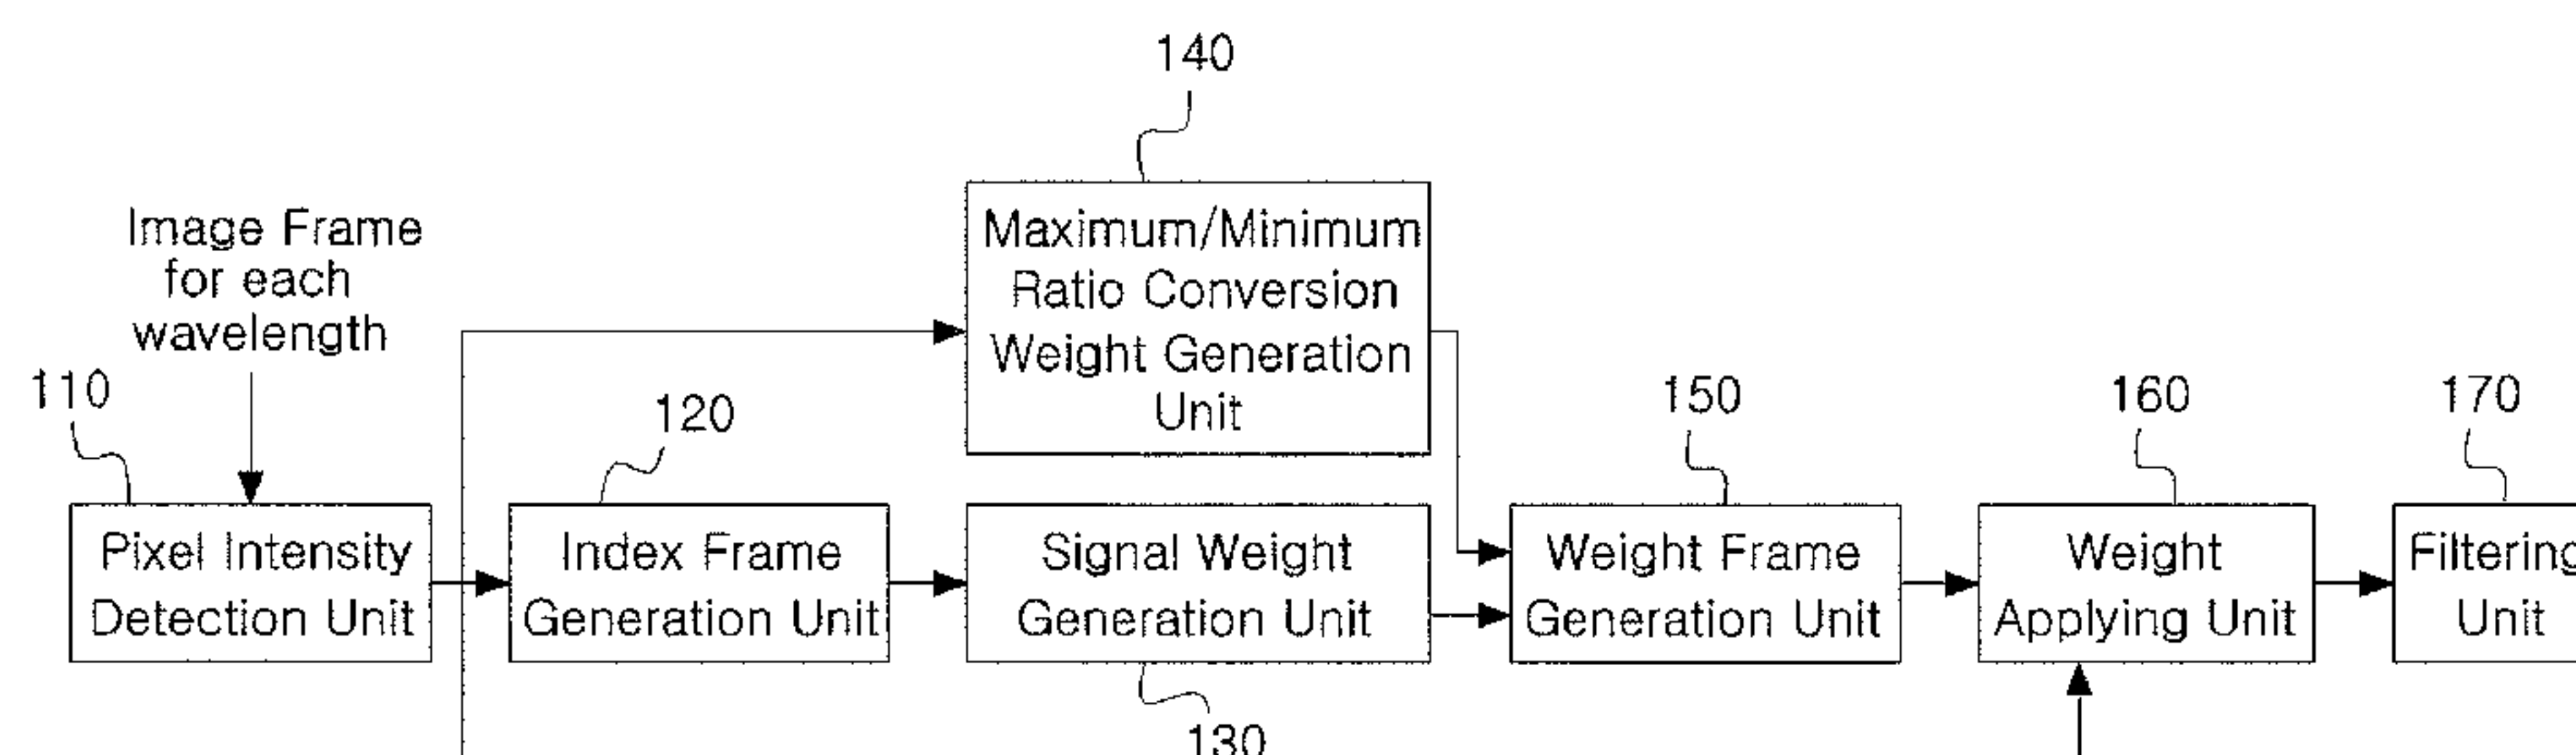 140
Image Frame
for each
wavelength
Maximum/Minimum
Ratio Conversion
Weight Generation
Unit
110
120
150
160
170
Pixel Intensity
Detection Unit
Index Frame
Generation Unit
Signal Weight
Generation Unit
Weight Frame
Generation Unit
Weight
Applying Unit
Filtering
Unit
130